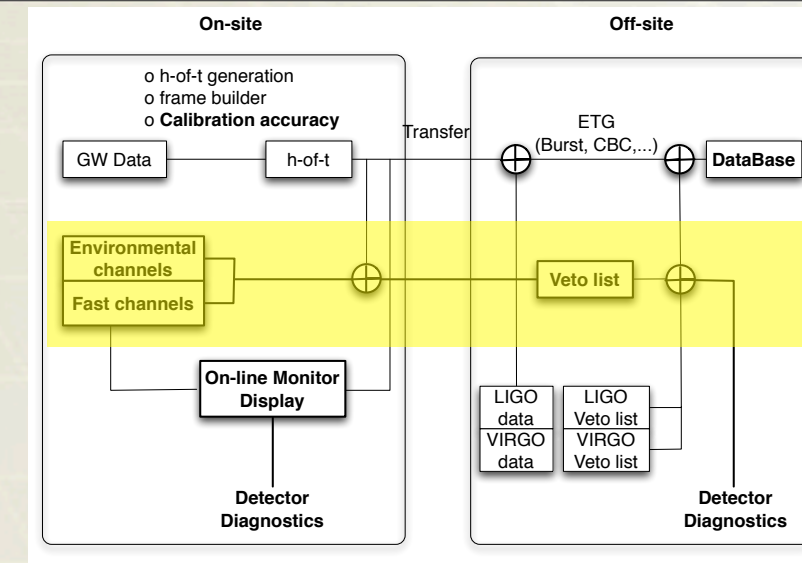 On-site
Off-site
o h-of-t generation
o frame builder
o Calibration accuracy
GW Data
h-of-t
Transfer
ETG
(Burst, CBC,...)
DataBase
Environmental
channels
Fast channels
Veto list
On-line Monitor
Display
LIGO
data
VIRGO
data
LIGO
Veto list
VIRGO
Veto list
Detector
Diagnostics
Detector
Diagnostics